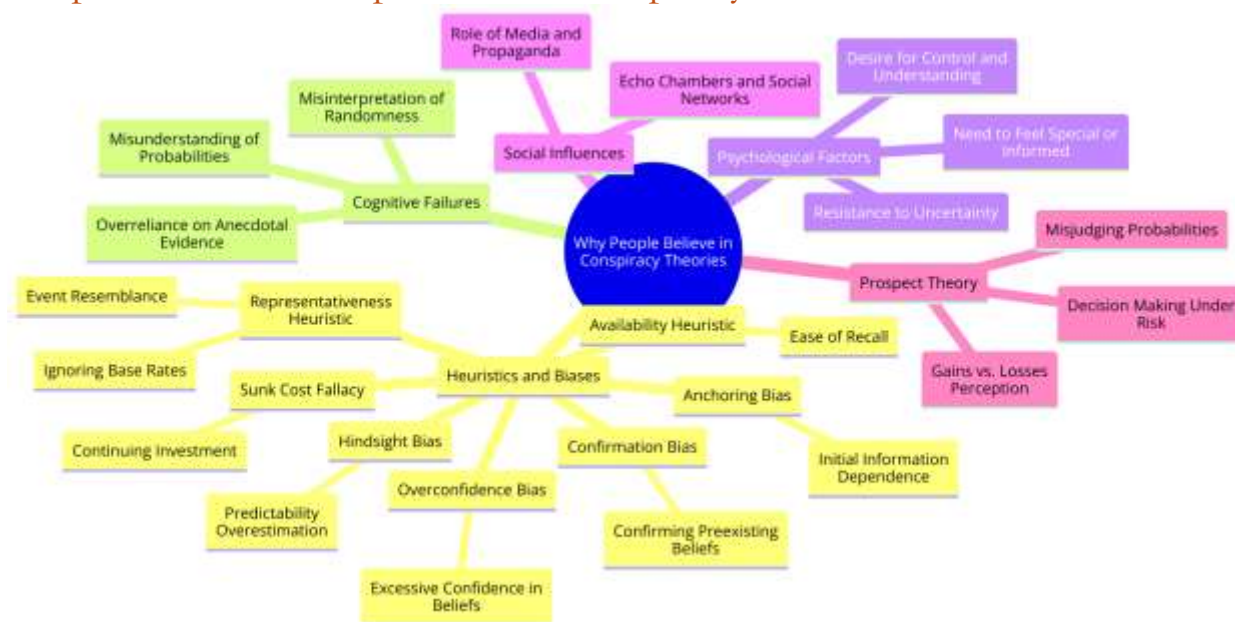 Role of Media and
Propaganda
Desire for Control and
Understanding
Echo Chambers and Social
Networks
Misinterpretation of
Randomness
Misunderstanding of
Probabilities
Need to Feel Special or
Informed
Social Influences
Psychological Factors
Cognitive Failures
Resistance to Uncertainty
Overreliance on Anecdotal
Evidence
Why People Believe in
Conspiracy Theories
Misjudging Probabilities
Prospect Theory
Decision Making Under
Risk
Gains vs. Losses
Perception
Event Resemblance
Representativeness
Heuristic
Availability Heuristic
Ease of Recall
Ignoring Base Rates
Sunk Cost Fallacy
Heuristics and Biases
Anchoring Bias
Continuing Investment
Hindsight Bias
Confirmation Bias
Initial Information
Dependence
Overconfidence Bias
Predictability
Overestimation
Confirming Preexisting
Beliefs
Excessive Confidence in
Beliefs